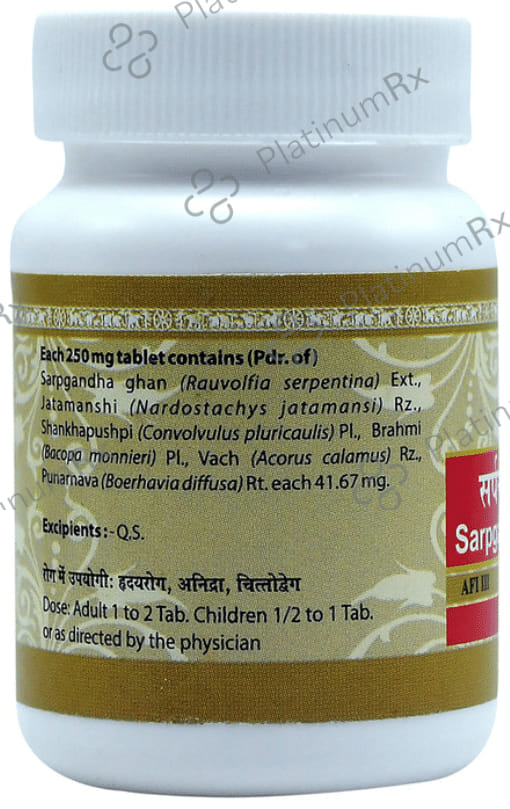 PlatinumRx
PlatinumRx
PlatinumRx
Each 250 mg tablet contains (Pdr. of)
Sarpgandha ghan (Rauvolfia serpentina) Ext.,
Jatamanshi (Nardostachys jatamansi) Rz.,
Shankhapushpi (Convolvulus pluricaulis) Pl., Brahmi
(Bacopa monnieri) Pl., Vach (Acorus calamus) Rz.,
Punarnava (Boerhavia diffusa) Rt. each 41.67 mg.
Excipients :- Q.S.
रोग में उपयोगी: हृदयरोग, अनिद्रा, चित्तोद्वेग
Dose: Adult 1 to 2 Tab. Children 1/2 to 1 Tab.
or as directed by the physician
AFI III